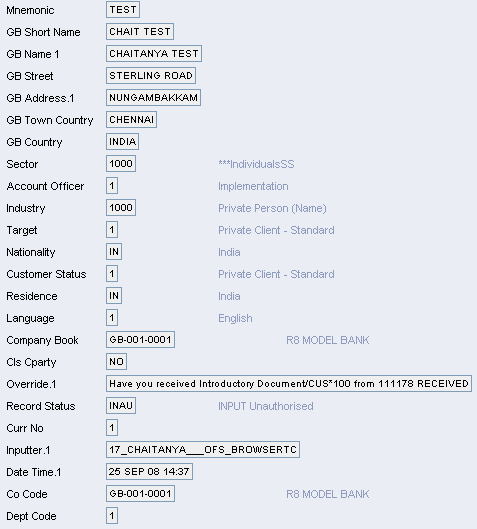 Mnemonic TEST
GB Short Name CHAIT TEST
GB Name 1 CHAITANYA TEST
GB Street STERLING ROAD
GB Address.1 NUNGAMBAKKAM
GB Town Country CHENNAI
GB Country INDIA
Sector 1000 ***IndividualsSS
Account Officer 1 Implementation
Industry 1000 Private Person (Name)
Target 1 Private Client - Standard
Nationality IN India
Customer Status 1 Private Client - Standard
Residence IN India
Language 1 English
Company Book GB-001-0001 R8 MODEL BANK
Cls Cparty NO
Override.1 Have you received Introductory Document/CUS*100 from 111178 RECEIVED
Record Status INAU INPUT Unauthorised
Curr No 1
Inputter.1 17_CHAITANYA___OFS_BROWSERTC
Date Time.1 25 SEP 08 14:37
Co Code GB-001-0001 R8 MODEL BANK
Dept Code 1